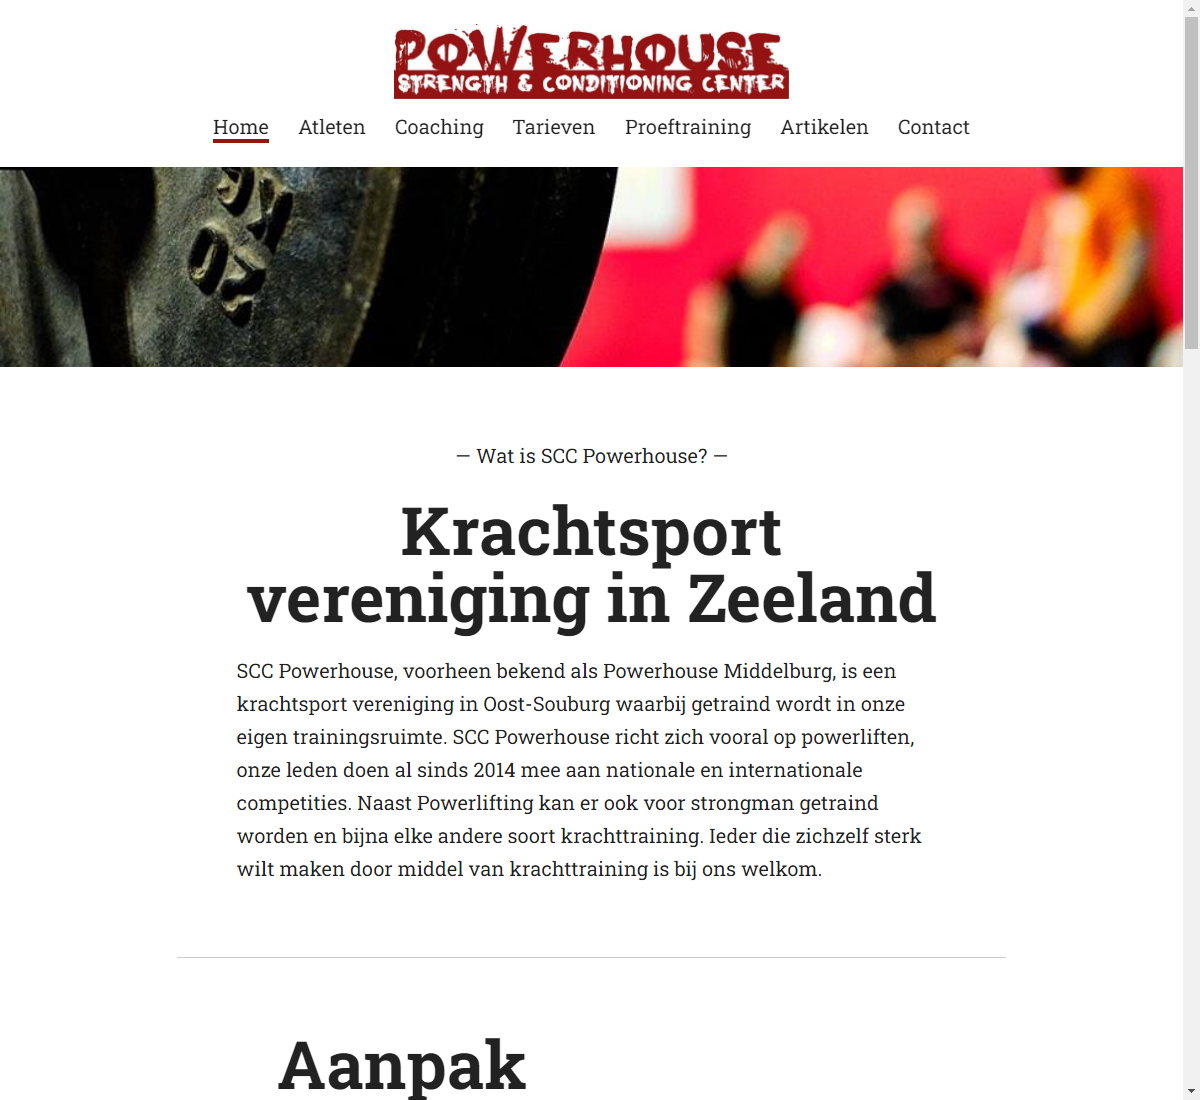 POWERHOUSE
STRENGTH & CONDITIONING CENTER
Home Atleten Coaching Tarieven Proeftraining Artikelen Contact
— Wat is SCC Powerhouse? —
Krachtsport
vereniging in Zeeland
SCC Powerhouse, voorheen bekend als Powerhouse Middelburg, is een
krachtsport vereniging in Oost-Souburg waarbij getraind wordt in onze
eigen trainingsruimte. SCC Powerhouse richt zich vooral op powerliften,
onze leden doen al sinds 2014 mee aan nationale en internationale
competities. Naast Powerlifting kan er ook voor strongman getraind
worden en bijna elke andere soort krachttraining. Ieder die zichzelf sterk
wilt maken door middel van krachttraining is bij ons welkom.
Aanpak